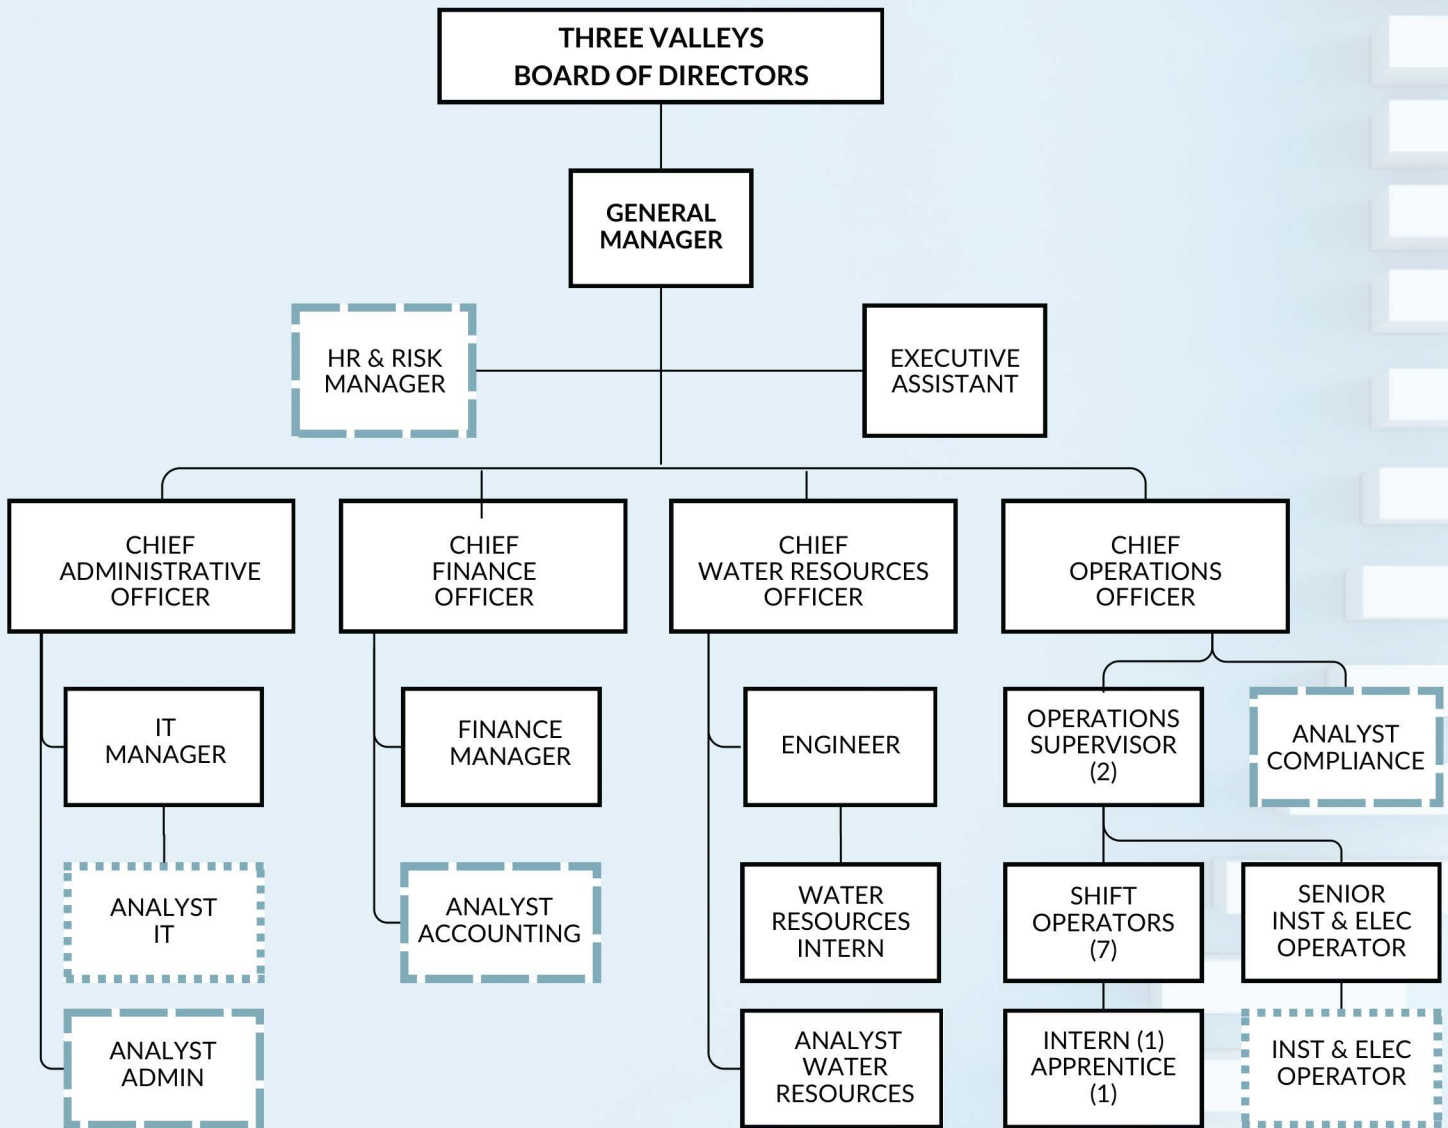 THREE VALLEYS
BOARD OF DIRECTORS
GENERAL
MANAGER
HR & RISK
MANAGER
EXECUTIVE
ASSISTANT
CHIEF
ADMINISTRATIVE
OFFICER
CHIEF
FINANCE
OFFICER
CHIEF
WATER RESOURCES
OFFICER
CHIEF
OPERATIONS
OFFICER
IT
MANAGER
FINANCE
MANAGER
ENGINEER
OPERATIONS
SUPERVISOR
(2)
ANALYST
COMPLIANCE
ANALYST
IT
ANALYST
ACCOUNTING
WATER
RESOURCES
INTERN
SHIFT
OPERATORS
(7)
SENIOR
INST & ELEC
OPERATOR
ANALYST
ADMIN
ANALYST
WATER
RESOURCES
INTERN (1)
APPRENTICE
(1)
INST & ELEC
OPERATOR